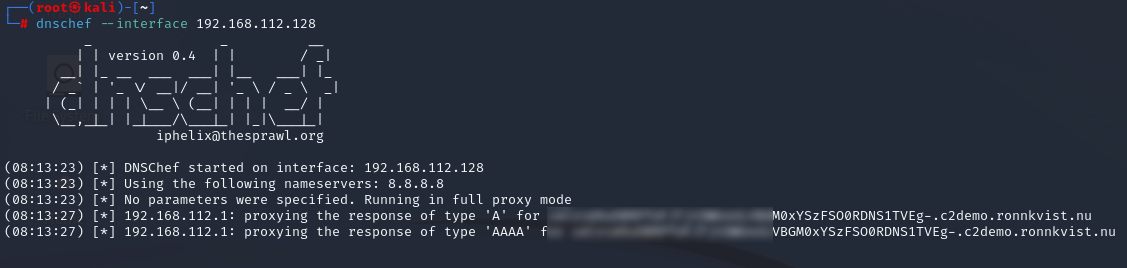 (root㉿kali)-[~]
# dnschef --interface 192.168.112.128
version 0.4
iphelix@thesprawl.org
(08:13:23) [*] DNSChef started on interface: 192.168.112.128
(08:13:23) [*] Using the following nameservers: 8.8.8.8
(08:13:23) [*] No parameters were specified. Running in full proxy mode
(08:13:27) [*] 192.168.112.1: proxying the response of type 'A' for M0xYSzFSO0RDNS1TVEg-.c2demo.ronnkvist.nu
(08:13:27) [*] 192.168.112.1: proxying the response of type 'AAAA' VBGM0xYSzFSO0RDNS1TVEg-.c2demo.ronnkvist.nu